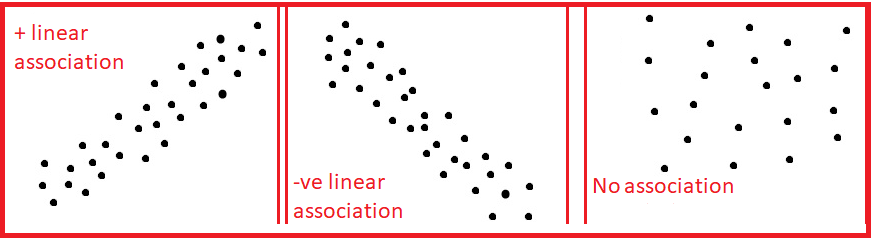 + linear
association
-ve linear
association
No association